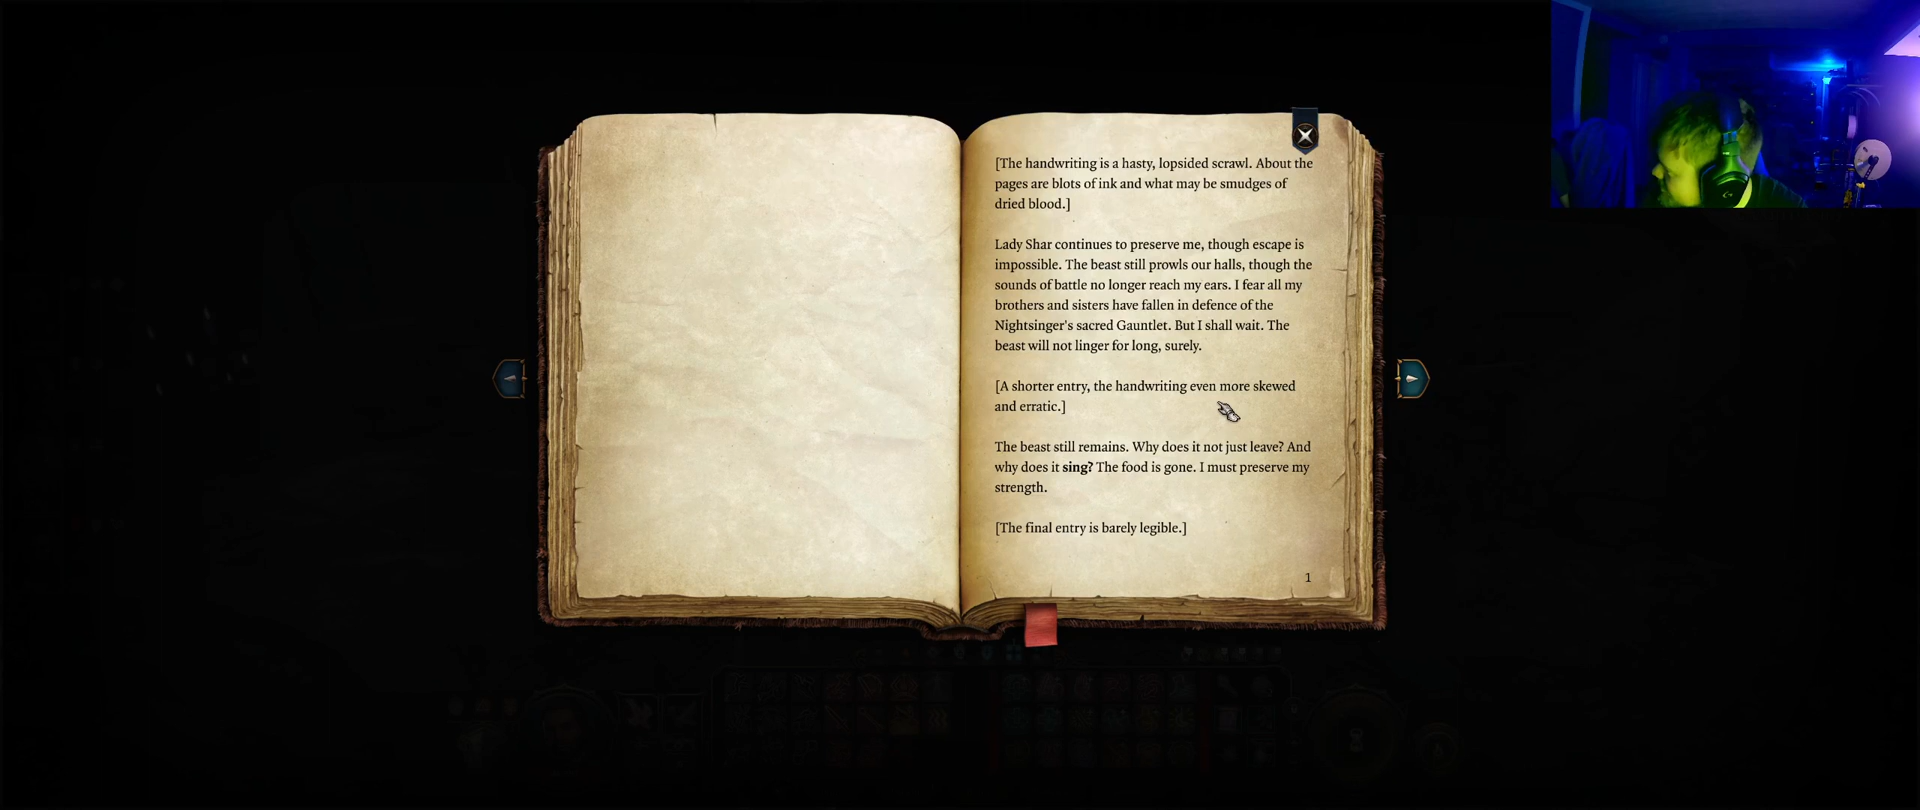 [The handwriting is a hasty, lopsided scrawl. About the
pages are blots of ink and what may be smudges of
dried blood.]
Lady Shar continues to preserve me, though escape is
impossible. The beast still prowls our halls, though the
sounds of battle no longer reach my ears. I fear all my
brothers and sisters have fallen in defence of the
Nightsinger's sacred Gauntlet. But I shall wait. The
beast will not linger for long, surely.
[A shorter entry, the handwriting even more skewed
and erratic.]
The beast still remains. Why does it not just leave? And
why does it sing? The food is gone. I must preserve my
strength.
[The final entry is barely legible.]
1